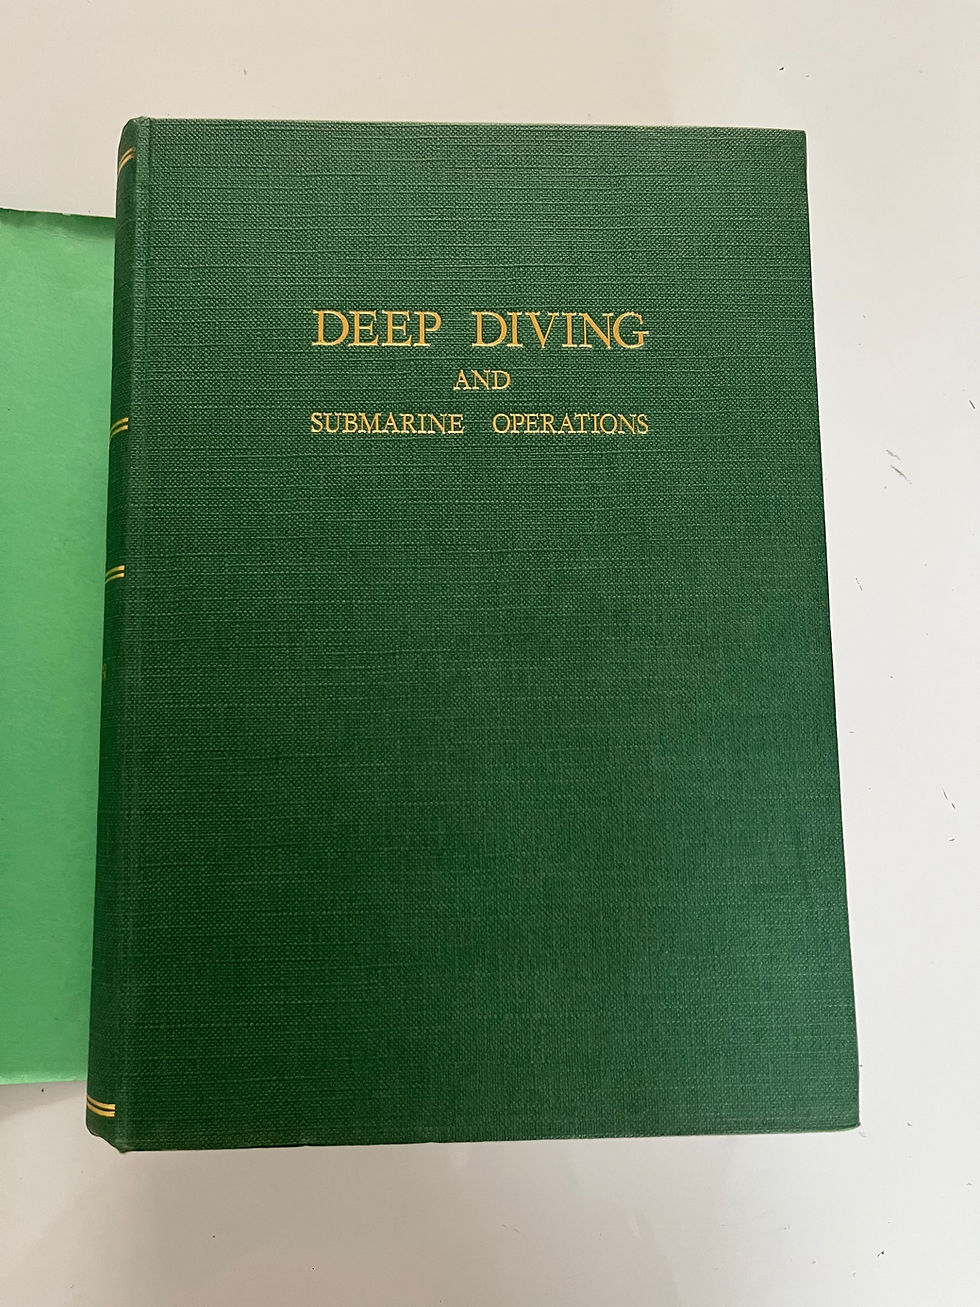 DEEP DIVING
AND
SUBMARINE OPERATIONS